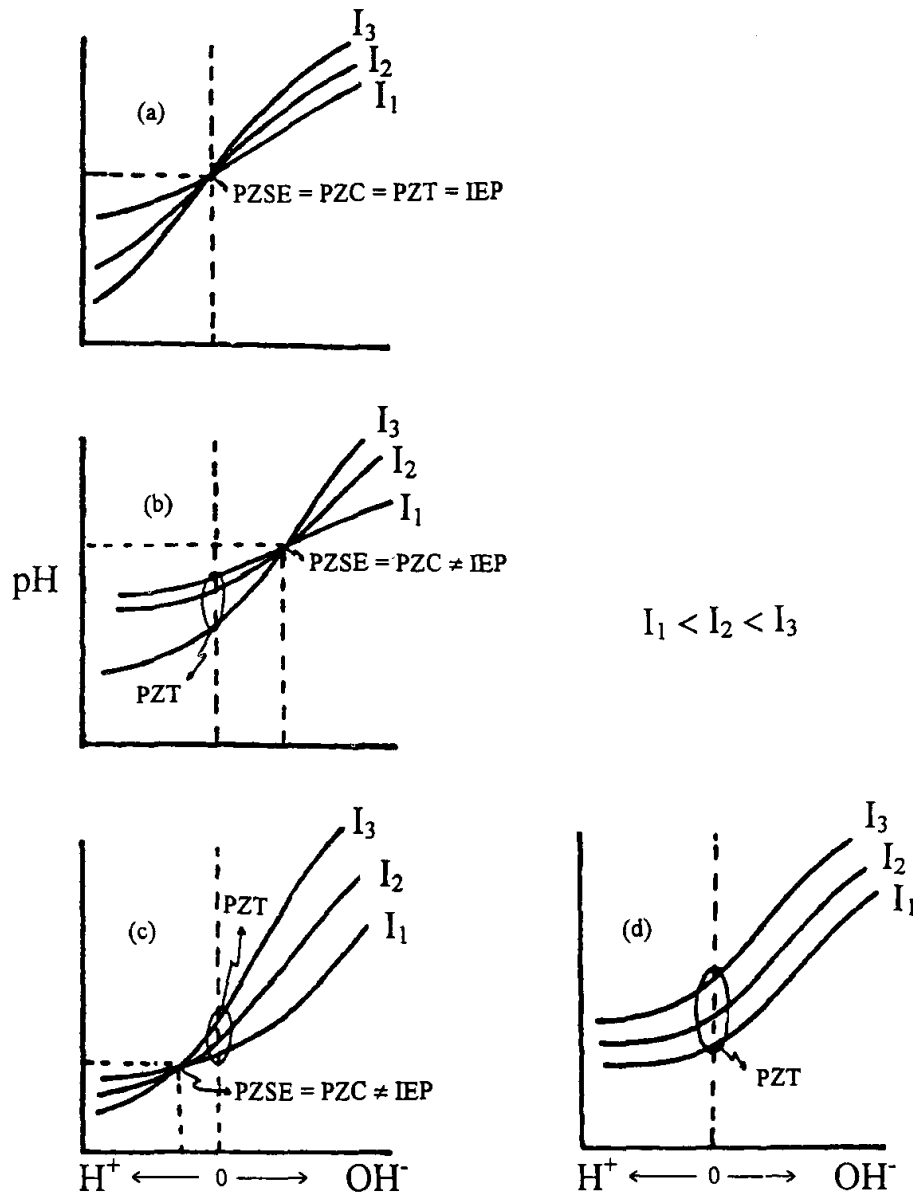 I₃
I₂
I₁
(a)
PZSE = PZC = PZT = IEP
I₃
I₂
I₁
(b)
PZSE = PZC ≠ IEP
pH
PZT
I₁ < I₂ < I₃
I₃
I₂
I₁
PZT
(c)
PZSE = PZC ≠ IEP
H⁺ ← 0 → OH⁻
I₃
I₂
I₁
(d)
PZT
H⁺ ← 0 → OH⁻